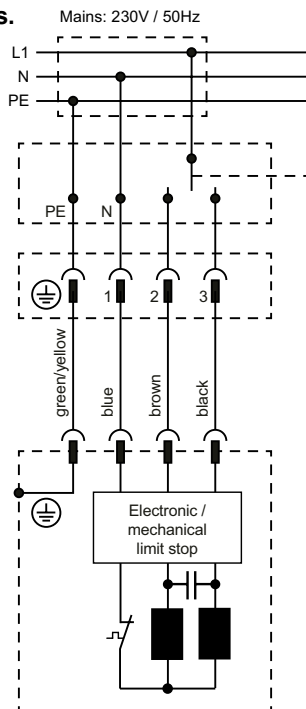 s.
Mains: 230V / 50Hz
L1
N
PE
PE N
1 2 3
green/yellow
blue
brown
black
Electronic /
mechanical
limit stop